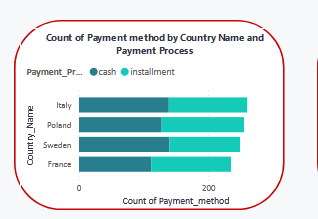 Count of Payment method by Country Name and
Payment Process
Payment_Pr... cash installment
Country_Name
Italy
Poland
Sweden
France
0 200
Count of Payment_method